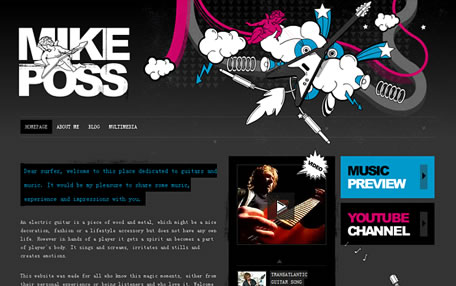 MIKE
POSS
HOMEPAGE ABOUT ME BLOG MULTIMEDIA
Dear surfer, welcome to this place dedicated to guitars and
music. It would be my pleasure to share some music,
experience and impressions with you.
An electric guitar is a piece of wood and metal, which might be a nice
decoration, fashion or a lifestyle accessory but does not have any own
life. However in hands of a player it gets a spirit an becomes a part
of player`s body. It sings and screams, irritates and stills and
creates emotions.
This website was made for all who know this magic moments, either from
their personal experience or being listeners and who love it. Welcome
VIDEO
TRANSATLANTIC
GUITAR SONG
MUSIC
PREVIEW
YOUTUBE
CHANNEL